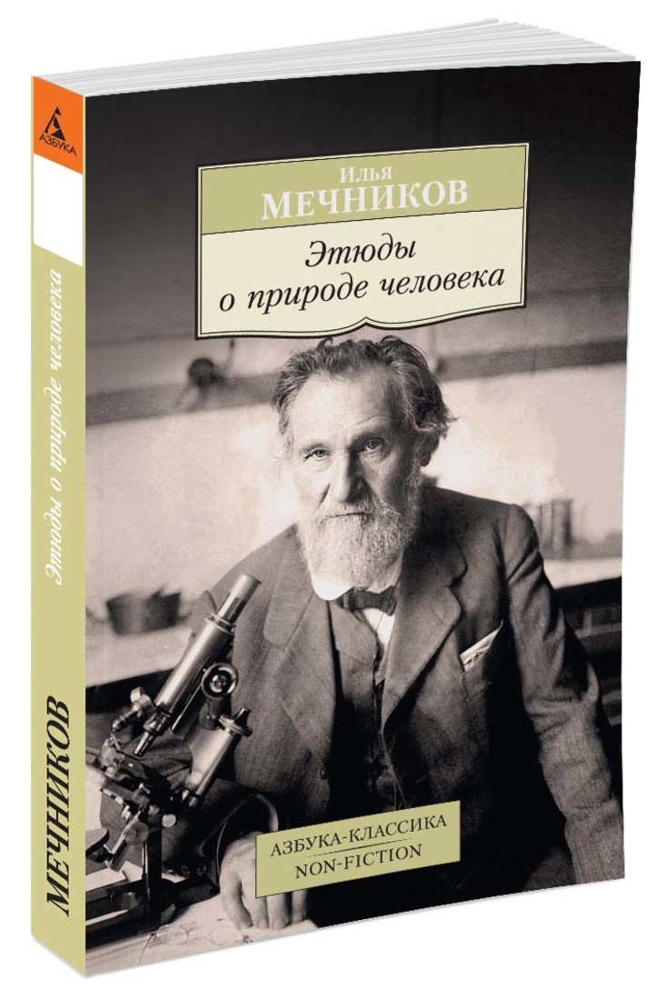 АЗБУКА
Этюды о природе человека
МЕЧНИКОВ
Илья
МЕЧНИКОВ
Этюды
о природе человека
АЗБУКА-КЛАССИКА
NON-FICTION